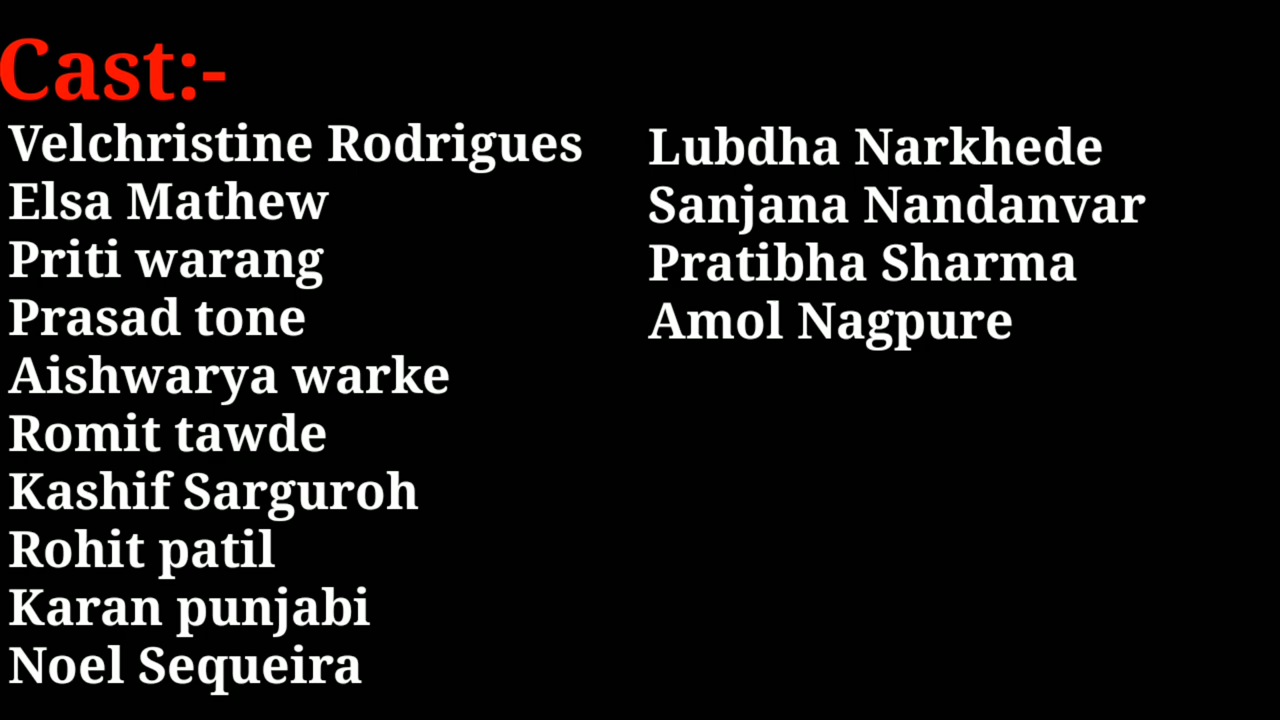 Cast:-
Velchristine Rodrigues
Elsa Mathew
Priti warang
Prasad tone
Aishwarya warke
Romit tawde
Kashif Sarguroh
Rohit patil
Karan punjabi
Noel Sequeira
Lubdha Narkhede
Sanjana Nandanvar
Pratibha Sharma
Amol Nagpure